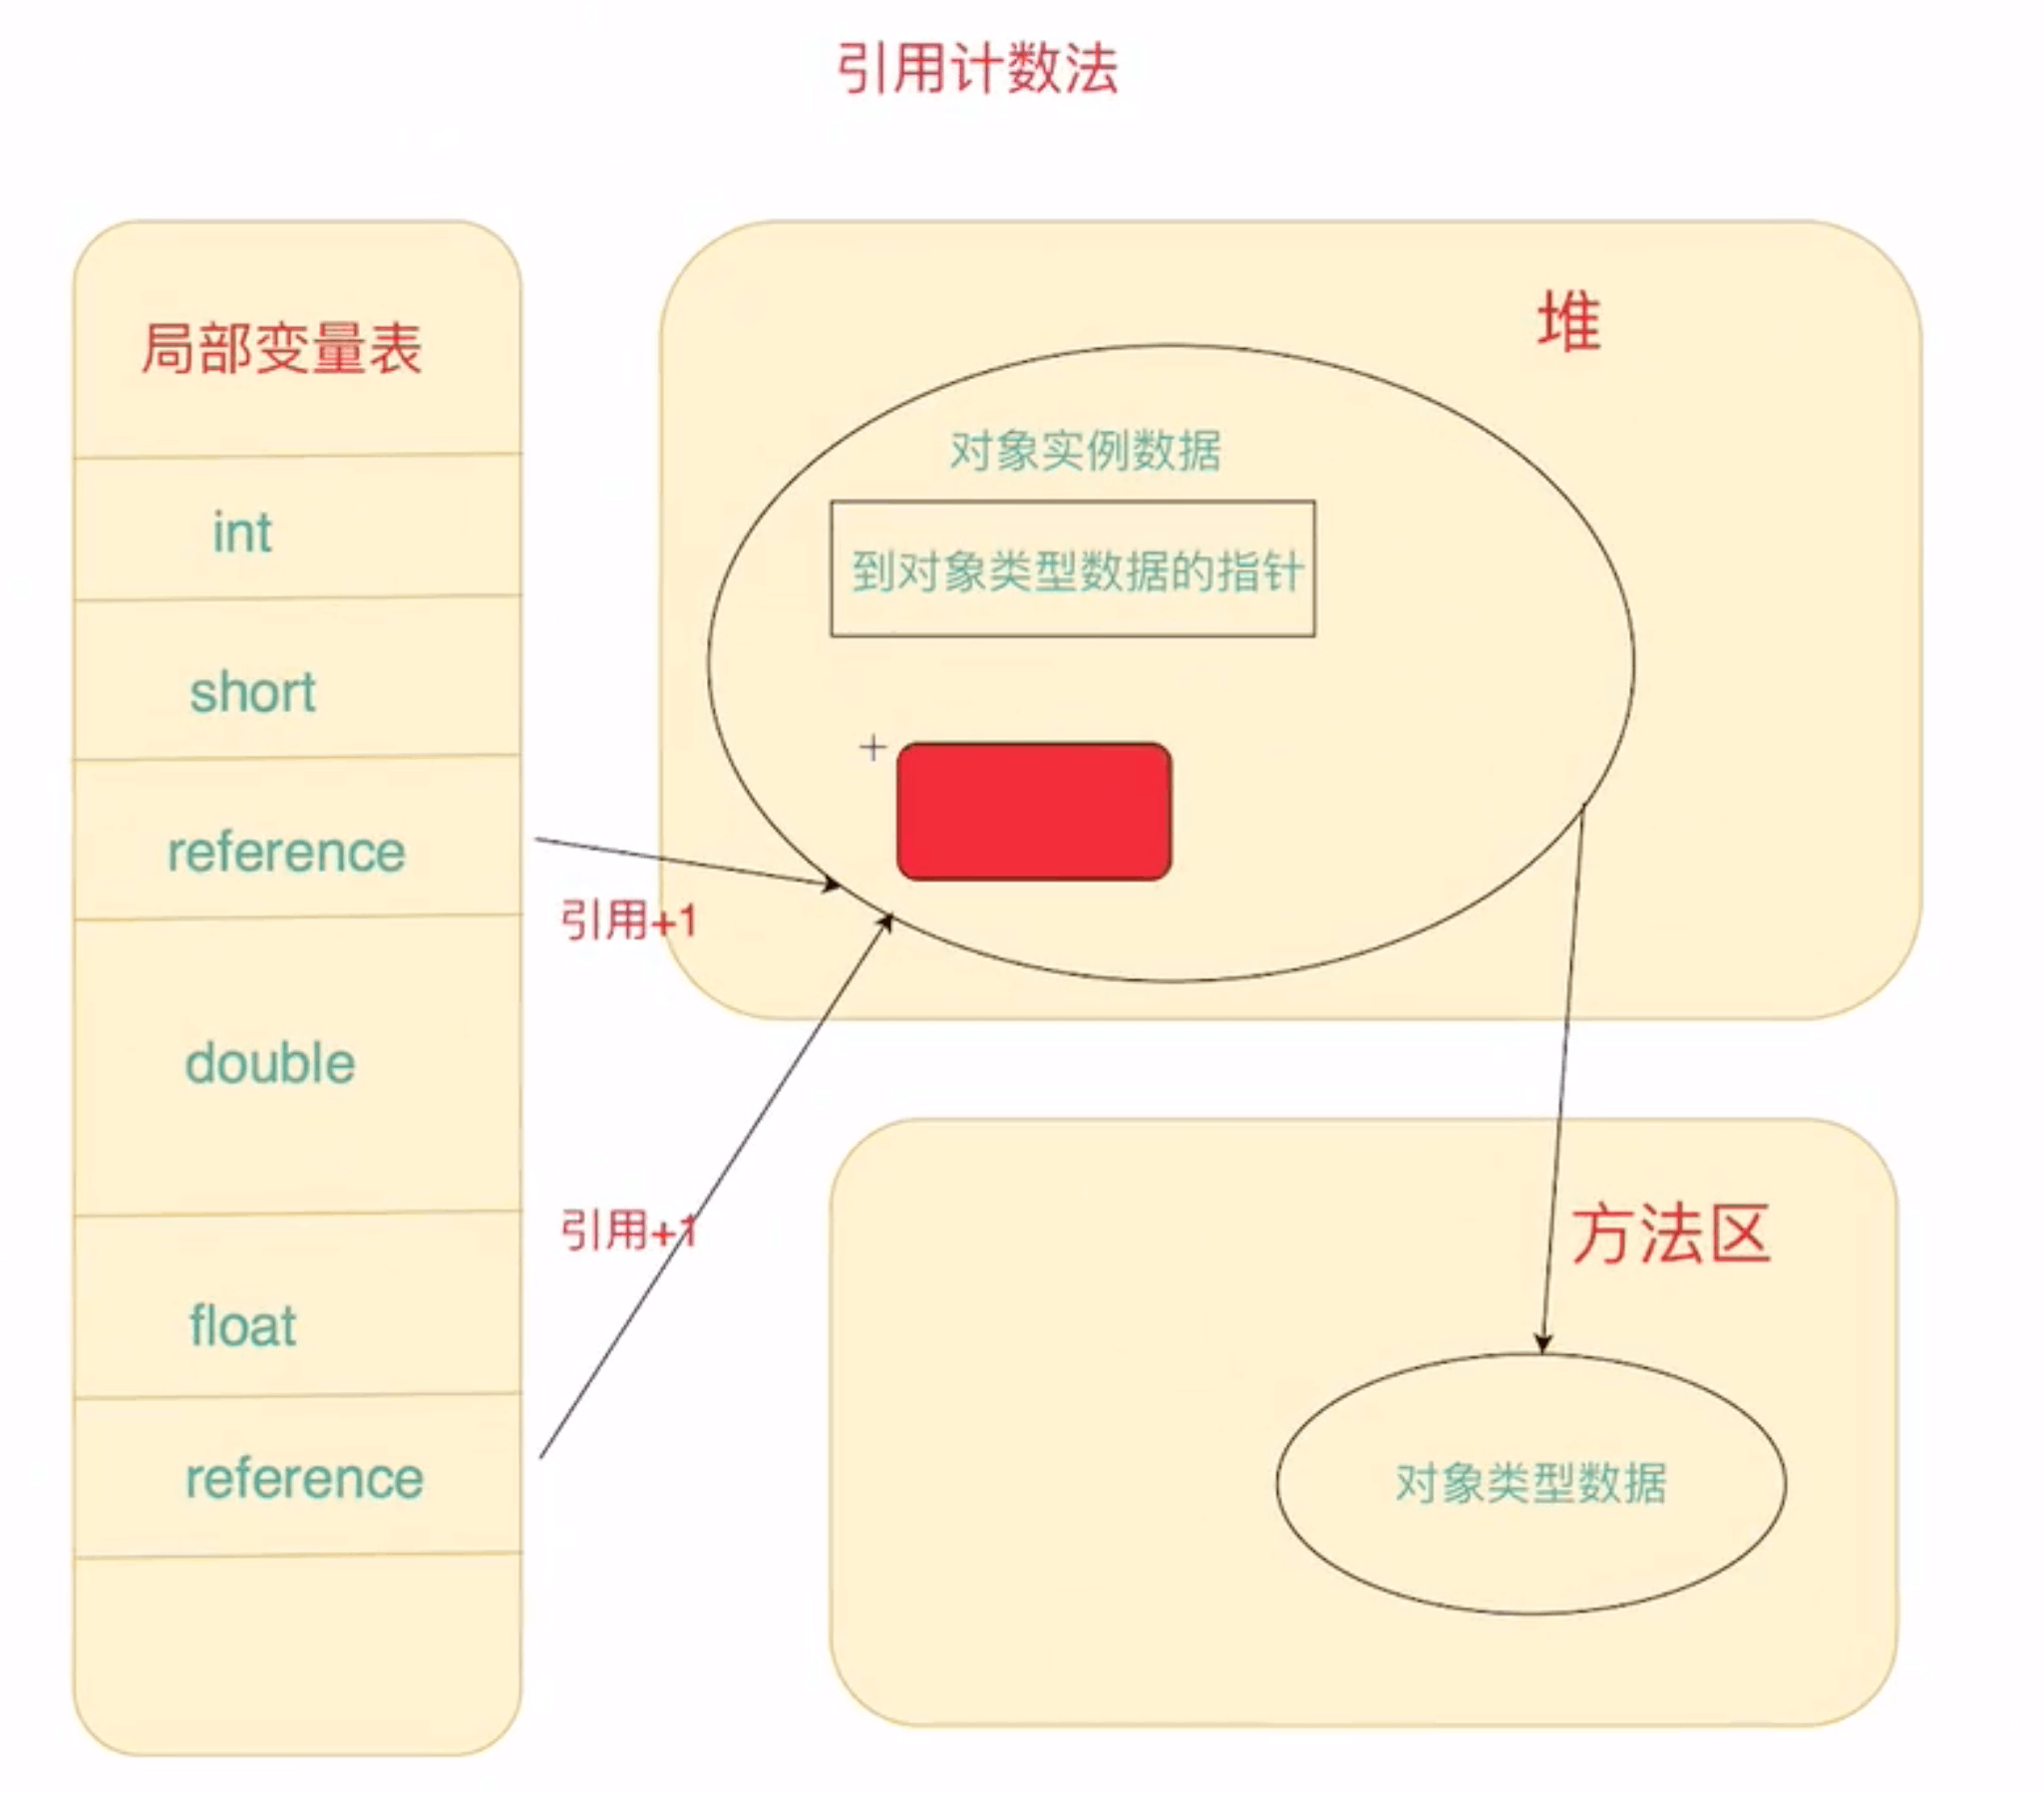 引用计数法
局部变量表
int
short
reference
double
float
reference
引用+1
引用+1
堆
对象实例数据
到对象类型数据的指针
方法区
对象类型数据